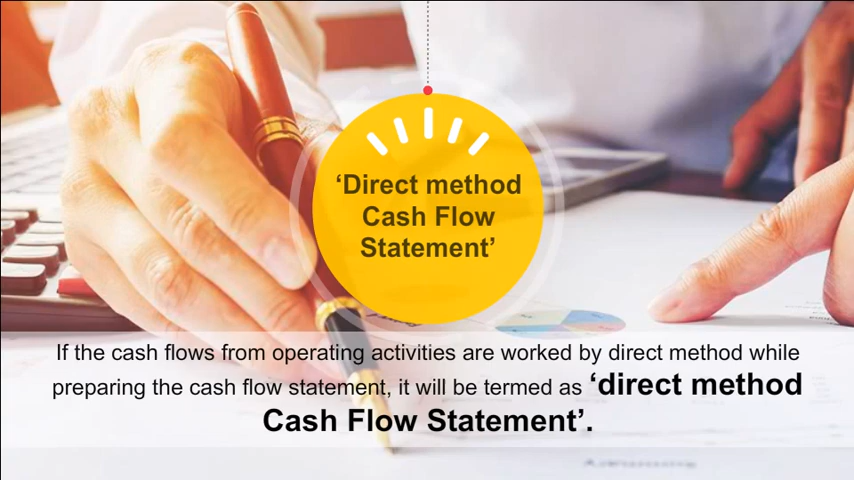 ‘Direct method
Cash Flow
Statement’
If the cash flows from operating activities are worked by direct method while
preparing the cash flow statement, it will be termed as ‘direct method
Cash Flow Statement’.